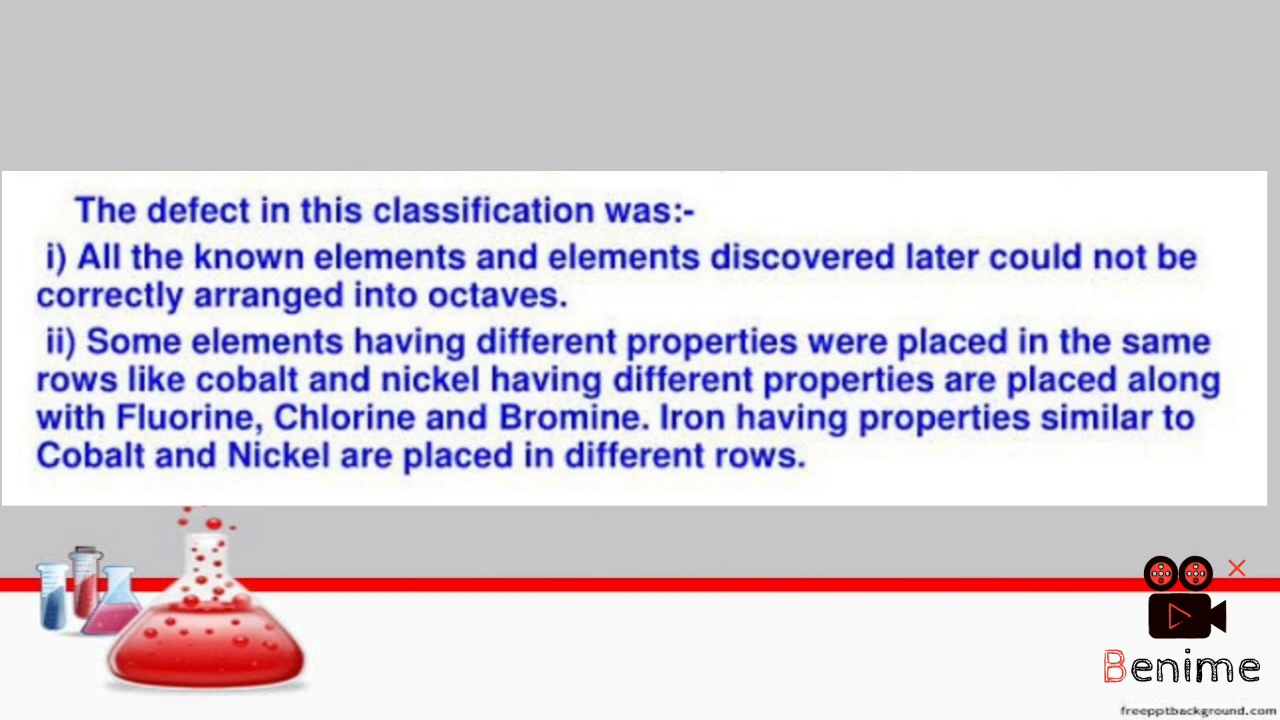 The defect in this classification was:-
i) All the known elements and elements discovered later could not be
correctly arranged into octaves.
ii) Some elements having different properties were placed in the same
rows like cobalt and nickel having different properties are placed along
with Fluorine, Chlorine and Bromine. Iron having properties similar to
Cobalt and Nickel are placed in different rows.
Benime
freepptbackground.com